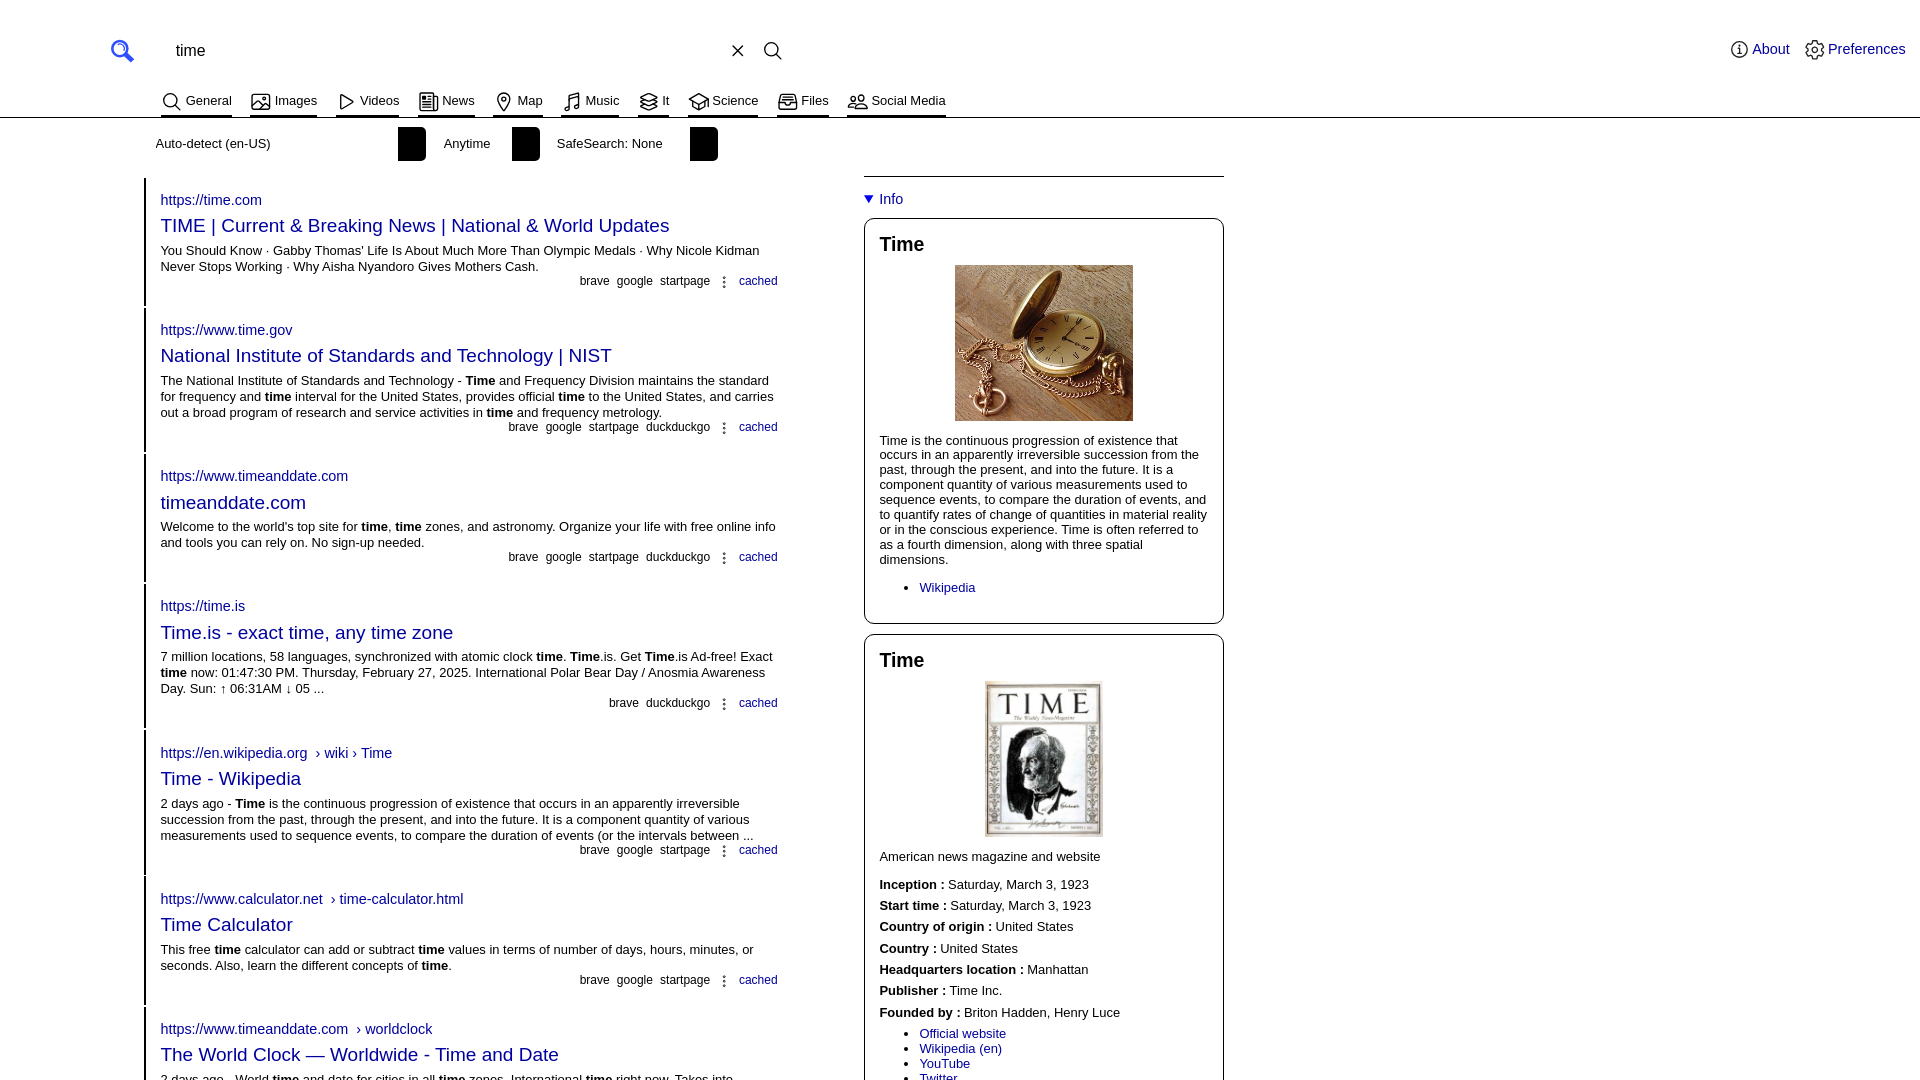 time
About
Preferences
General
Images
Videos
News
Map
Music
It
Science
Files
Social Media
Auto-detect (en-US)
Anytime
SafeSearch: None
https://time.com
TIME | Current & Breaking News | National & World Updates
You Should Know · Gabby Thomas' Life Is About Much More Than Olympic Medals · Why Nicole Kidman
Never Stops Working · Why Aisha Nyandoro Gives Mothers Cash.
brave google startpage cached
https://www.time.gov
National Institute of Standards and Technology | NIST
The National Institute of Standards and Technology - Time and Frequency Division maintains the standard
for frequency and time interval for the United States, provides official time to the United States, and carries
out a broad program of research and service activities in time and frequency metrology.
brave google startpage duckduckgo cached
https://www.timeanddate.com
timeanddate.com
Welcome to the world's top site for time, time zones, and astronomy. Organize your life with free online info
and tools you can rely on. No sign-up needed.
brave google startpage duckduckgo cached
https://time.is
Time.is - exact time, any time zone
7 million locations, 58 languages, synchronized with atomic clock time. Time.is. Get Time.is Ad-free! Exact
time now: 01:47:30 PM. Thursday, February 27, 2025. International Polar Bear Day / Anosmia Awareness
Day. Sun: ↑ 06:31AM ↓ 05 ...
brave duckduckgo cached
https://en.wikipedia.org › wiki › Time
Time - Wikipedia
2 days ago - Time is the continuous progression of existence that occurs in an apparently irreversible
succession from the past, through the present, and into the future. It is a component quantity of various
measurements used to sequence events, to compare the duration of events (or the intervals between ...
brave google startpage cached
https://www.calculator.net › time-calculator.html
Time Calculator
This free time calculator can add or subtract time values in terms of number of days, hours, minutes, or
seconds. Also, learn the different concepts of time.
brave google startpage cached
https://www.timeanddate.com › worldclock
The World Clock — Worldwide - Time and Date
2 days ago - World time and date for cities in all time zones. International time right now. Takes into
Info
Time
Time is the continuous progression of existence that
occurs in an apparently irreversible succession from the
past, through the present, and into the future. It is a
component quantity of various measurements used to
sequence events, to compare the duration of events, and
to quantify rates of change of quantities in material reality
or in the conscious experience. Time is often referred to
as a fourth dimension, along with three spatial
dimensions.
Wikipedia
Time
TIME
The Weekly News-Magazine
American news magazine and website
Inception : Saturday, March 3, 1923
Start time : Saturday, March 3, 1923
Country of origin : United States
Country : United States
Headquarters location : Manhattan
Publisher : Time Inc.
Founded by : Briton Hadden, Henry Luce
Official website
Wikipedia (en)
YouTube
Twitter